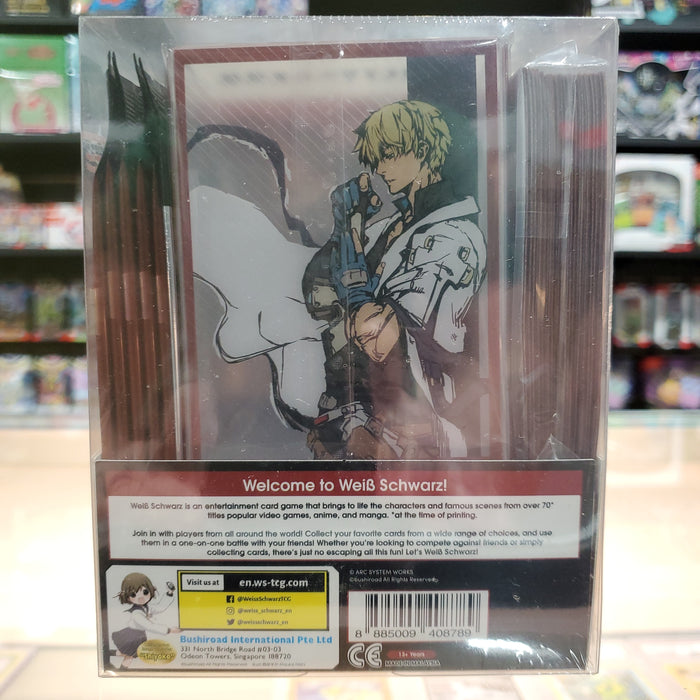 Welcome to Weiß Schwarz!
Weiß Schwarz is an entertainment card game that brings to life the characters and famous scenes from over 70*
titles popular video games, anime, and manga. *at the time of printing.
Join in with players from all around the world! Collect your favorite cards from a wide range of choices, and use
them in a one-on-one battle with your friends! Whether you're looking to compete against friends or simply
collecting cards, there's just no escaping all this fun! Let's Weiß Schwarz!
© ARC SYSTEM WORKS
©Bushiroad All Rights Reserved.
Visit us at en.ws-tcg.com
@WeissSchwarzTCG
@weiss_schwarz_en
@weiss_schwarz_en
"Shiyoko"
Bushiroad International Pte Ltd
331 North Bridge Road #03-03
Odeon Towers, Singapore 188720
8 885009 408789
CE
13+ Years
MADE IN MALAYSIA